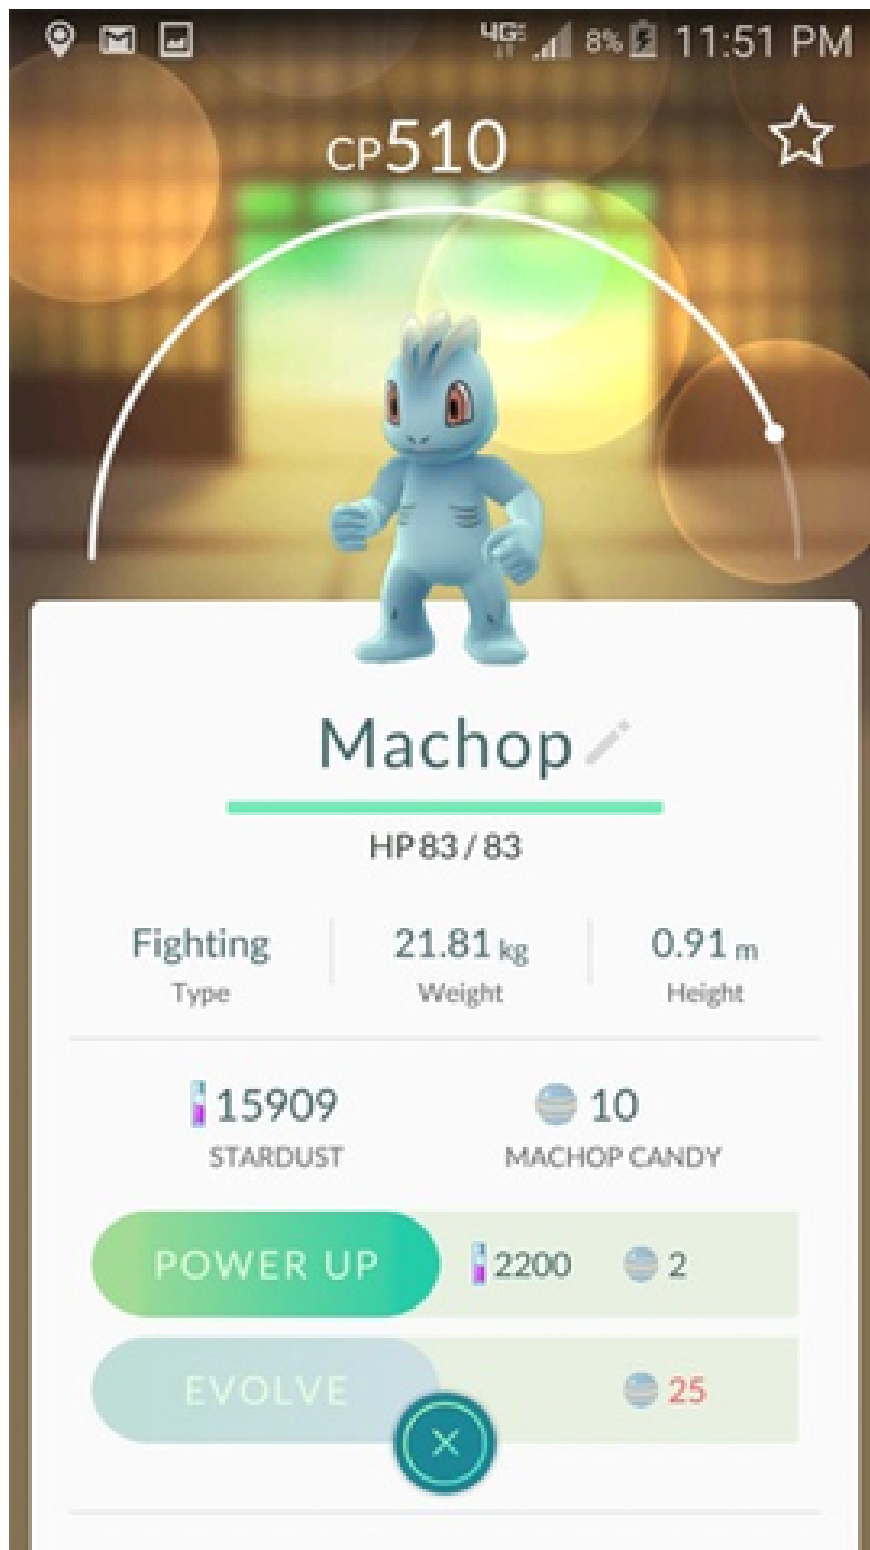 4G 8% 11:51 PM
CP510
Machop
HP 83 / 83
Fighting 21.81 kg 0.91 m
Type Weight Height
15909 10
STARDUST MACHOP CANDY
POWER UP 2200 2
EVOLVE 25